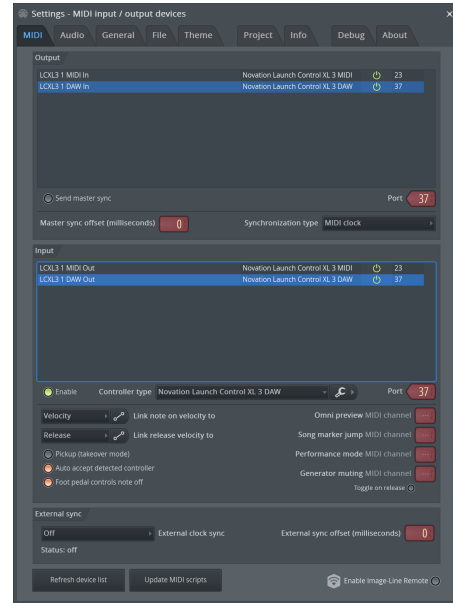 Settings - MIDI input / output devices
MIDI Audio General File Theme Project Info Debug About
Output
LCXL3 1 MIDI In Novation Launch Control XL 3 MIDI 23
LCXL3 1 DAW In Novation Launch Control XL 3 DAW 37
Send master sync Port 37
Master sync offset (milliseconds) 0 Synchronization type MIDI clock
Input
LCXL3 1 MIDI Out Novation Launch Control XL 3 MIDI 23
LCXL3 1 DAW Out Novation Launch Control XL 3 DAW 37
Enable Controller type Novation Launch Control XL 3 DAW Port 37
Velocity Link note on velocity to Omni preview MIDI channel ---
Release Link release velocity to Song marker jump MIDI channel ---
Pickup (takeover mode) Performance mode MIDI channel ---
Auto accept detected controller Generator muting MIDI channel ---
Foot pedal controls note off Toggle on release
External sync
Off External clock sync External sync offset (milliseconds) 0
Status: off
Refresh device list Update MIDI scripts Enable Image-Line Remote